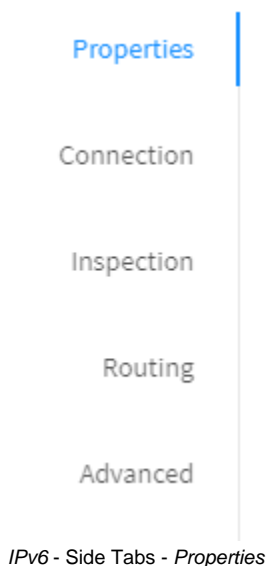 Properties
Connection
Inspection
Routing
Advanced
IPv6 - Side Tabs - Properties